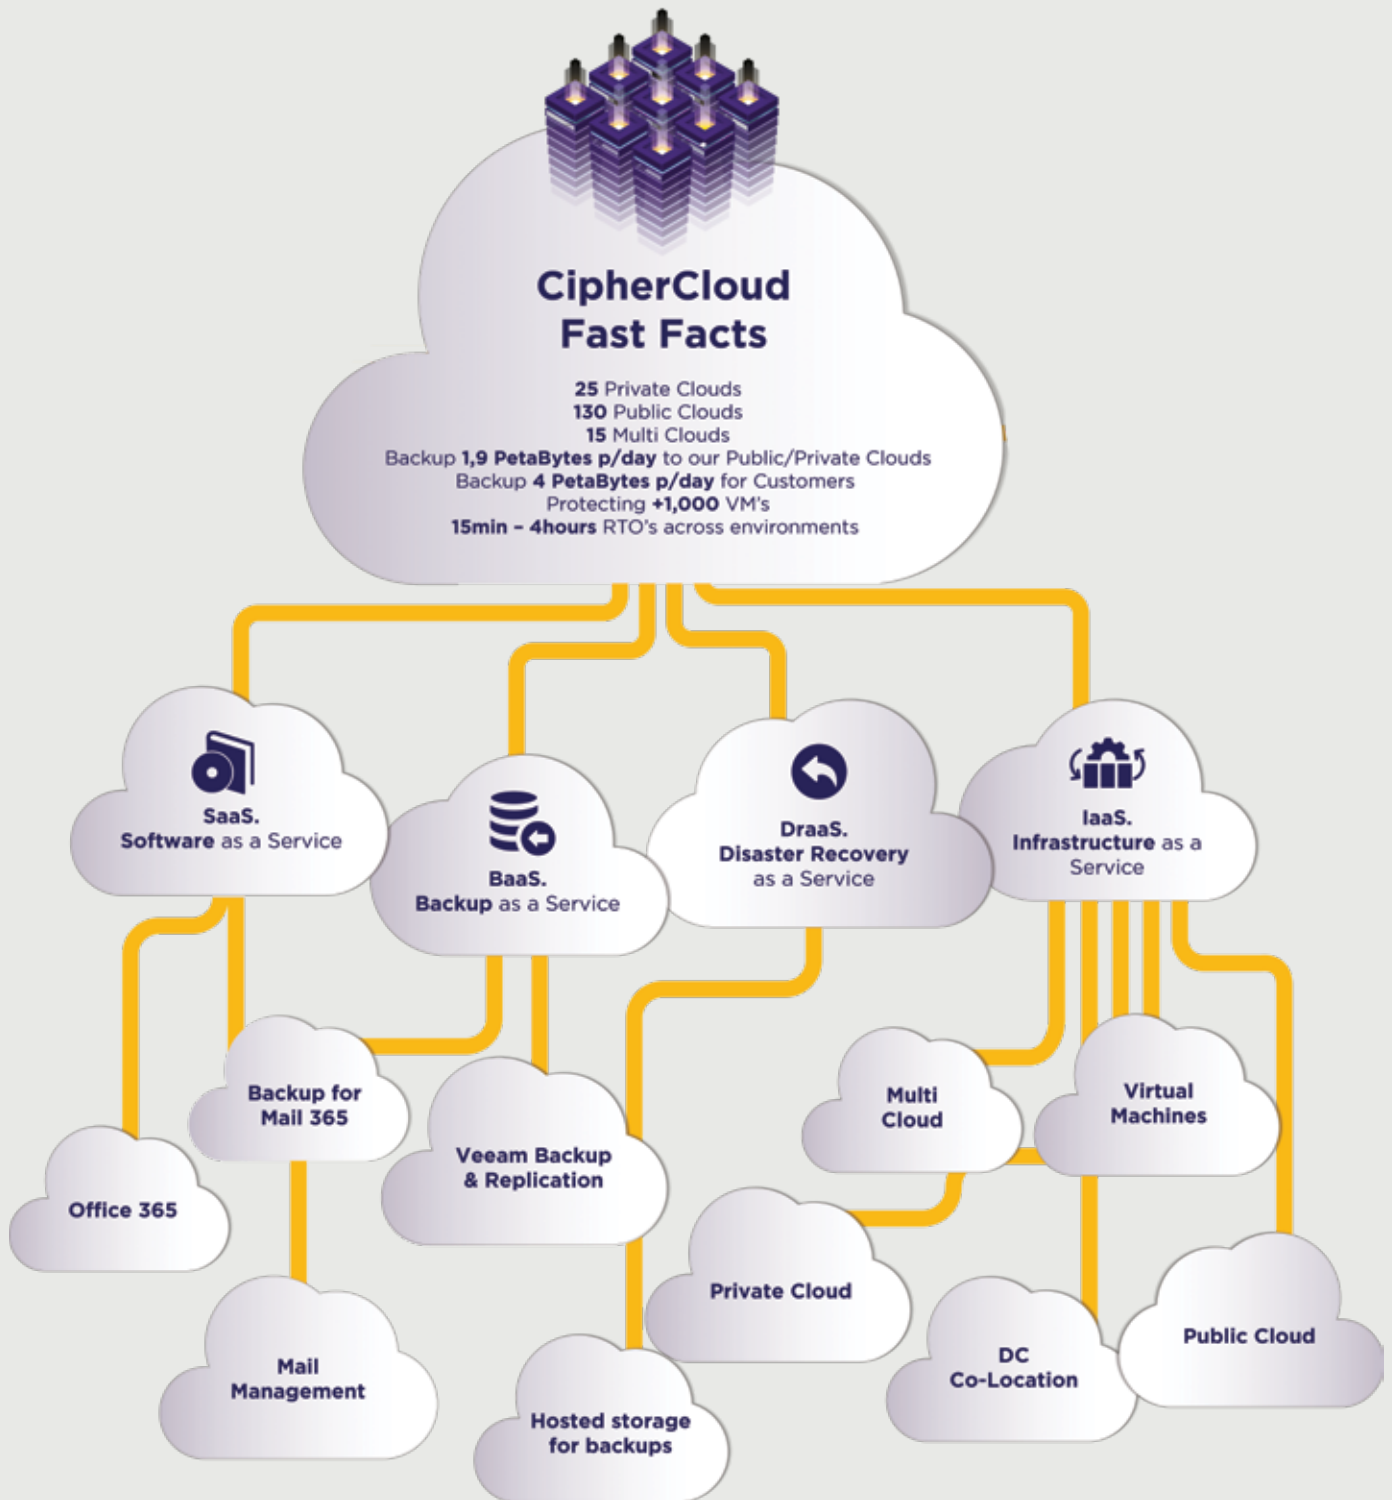 CipherCloud
Fast Facts
25 Private Clouds
130 Public Clouds
15 Multi Clouds
Backup 1,9 PetaBytes p/day to our Public/Private Clouds
Backup 4 PetaBytes p/day for Customers
Protecting +1,000 VM's
15min – 4hours RTO's across environments
SaaS.
Software as a Service
BaaS.
Backup as a Service
DraaS.
Disaster Recovery
as a Service
IaaS.
Infrastructure as a
Service
Backup for
Mail 365
Office 365
Mail
Management
Veeam Backup
& Replication
Hosted storage
for backups
Multi
Cloud
Virtual
Machines
Private Cloud
DC
Co-Location
Public Cloud